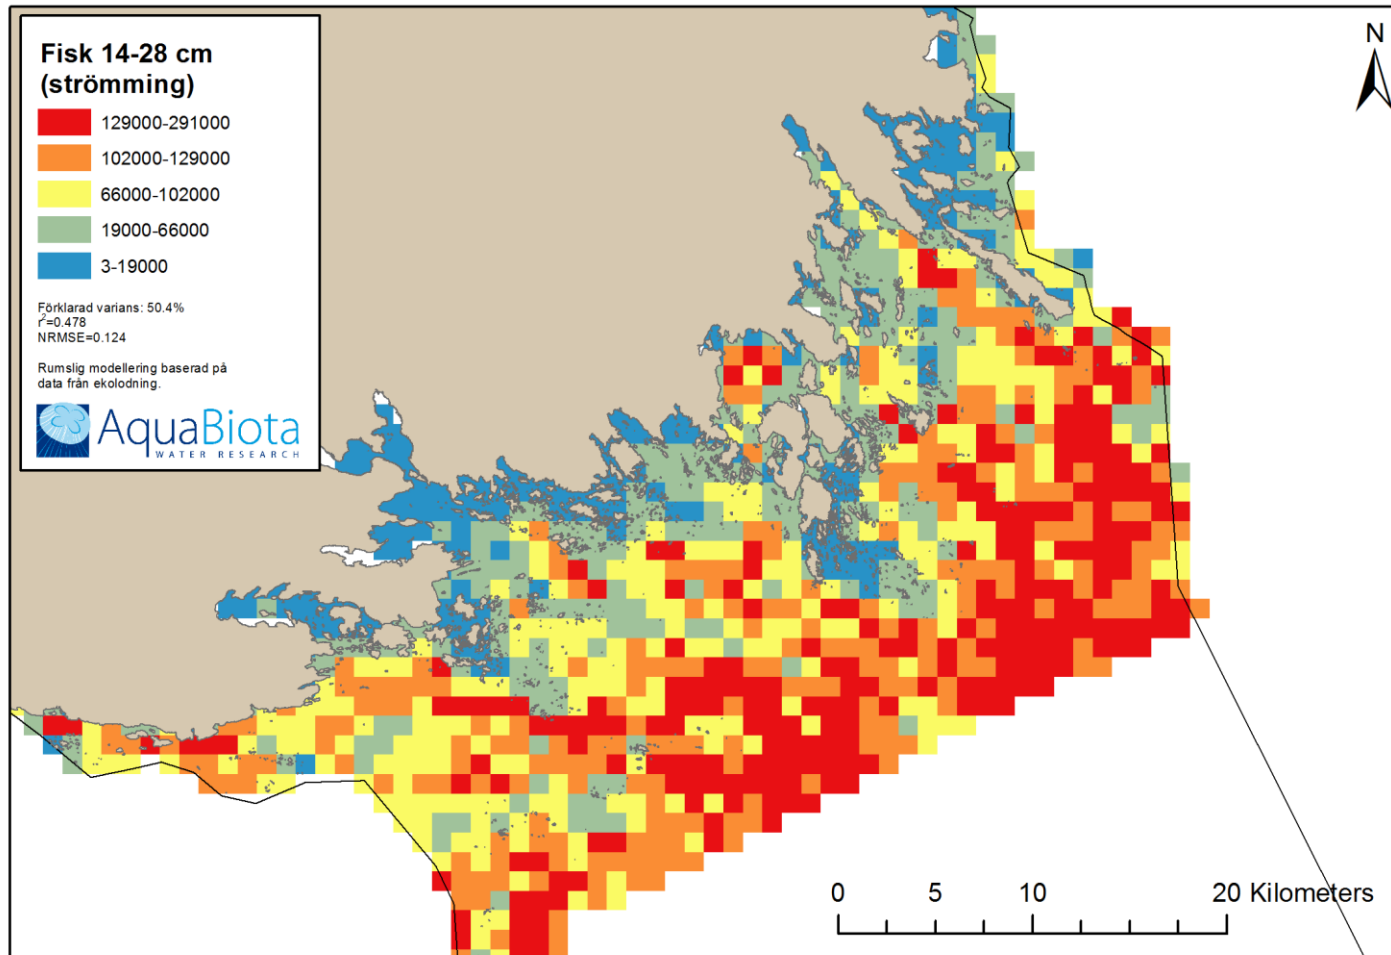 Fisk 14-28 cm
(strömming)
129000-291000
102000-129000
66000-102000
19000-66000
3-19000
Förklarad varians: 50.4%
r²=0.478
NRMSE=0.124
Rumslig modellering baserad på
data från ekolodning.
AquaBiota
WATER RESEARCH
N
0 5 10 20 Kilometers